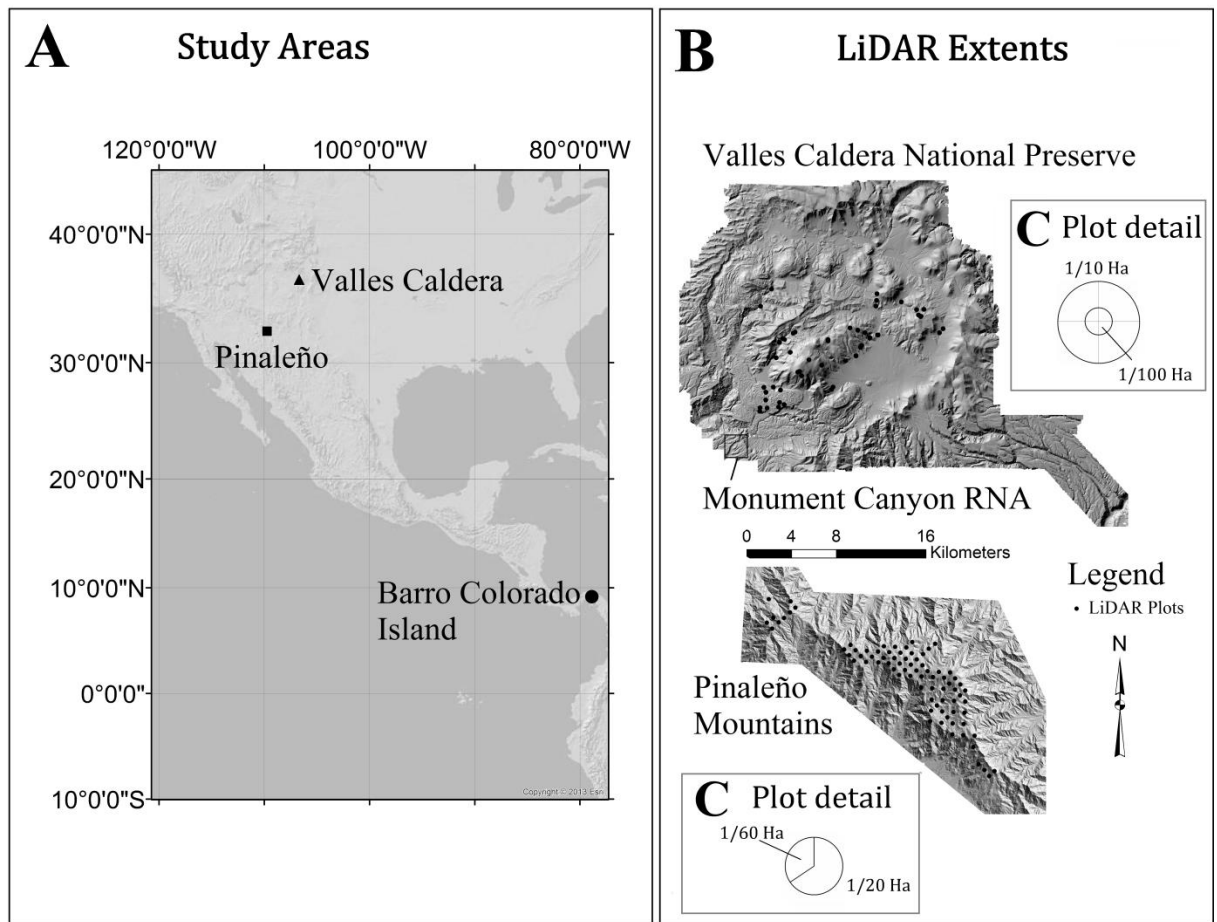 A
Study Areas
120°0'0"W
100°0'0"W
80°0'0"W
40°0'0"N
30°0'0"N
20°0'0"N
10°0'0"N
0°0'0"
10°0'0"S
Valles Caldera
Pinaleño
Barro Colorado
Island
Copyright © 2013 Esri
B
LiDAR Extents
Valles Caldera National Preserve
C
Plot detail
1/10 Ha
1/100 Ha
Monument Canyon RNA
0 4 8 16
Kilometers
Legend
LiDAR Plots
N
Pinaleño
Mountains
C
Plot detail
1/60 Ha
1/20 Ha